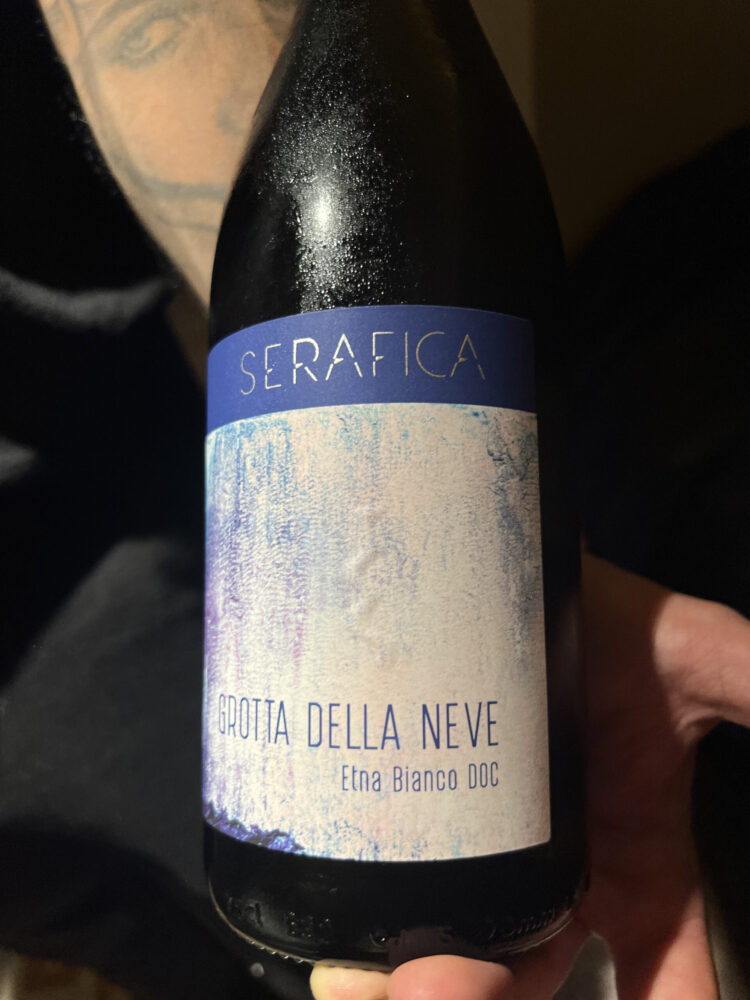 SERAFICA
GROTTA DELLA NEVE
Etna Bianco DOC